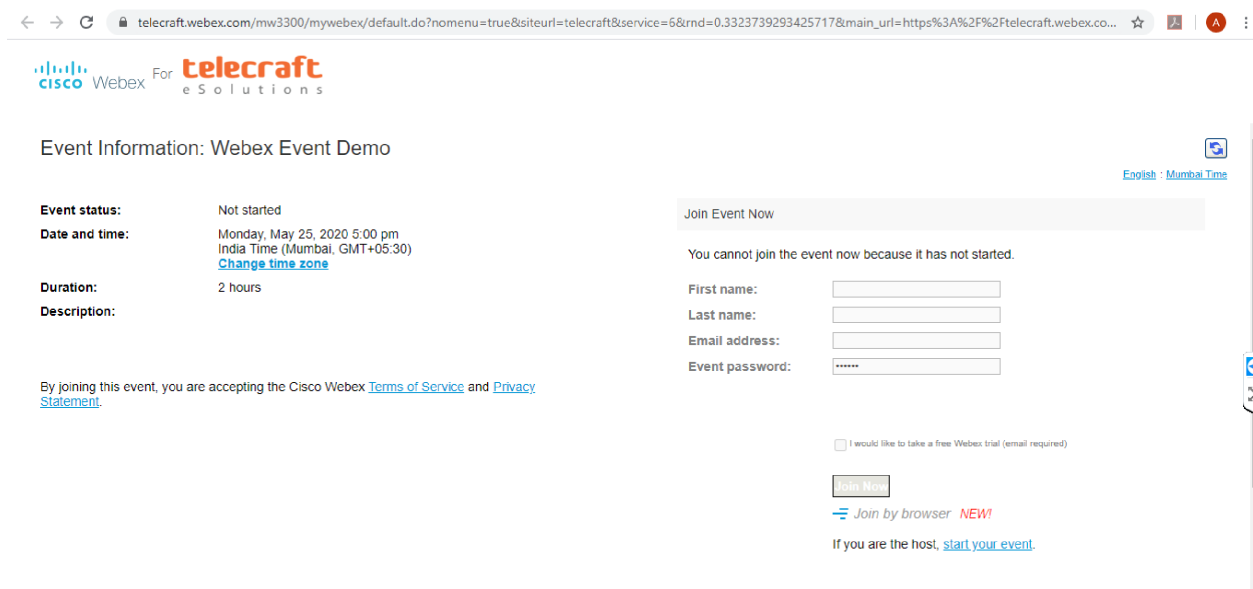 telecraft.webex.com/mw3300/mywebex/default.do?nomenu=true&siteurl=telecraft&service=6&rnd=0.3323739293425717&main_url=https%3A%2F%2Ftelecraft.webex.co...
A
cisco Webex For telecraft
eSolutions
Event Information: Webex Event Demo
English : Mumbai Time
Event status: Not started
Date and time: Monday, May 25, 2020 5:00 pm
India Time (Mumbai, GMT+05:30)
Change time zone
Duration: 2 hours
Description:
By joining this event, you are accepting the Cisco Webex Terms of Service and Privacy
Statement.
Join Event Now
You cannot join the event now because it has not started.
First name:
Last name:
Email address:
Event password: ••••••
I would like to take a free Webex trial (email required)
Join Now
Join by browser NEW!
If you are the host, start your event.